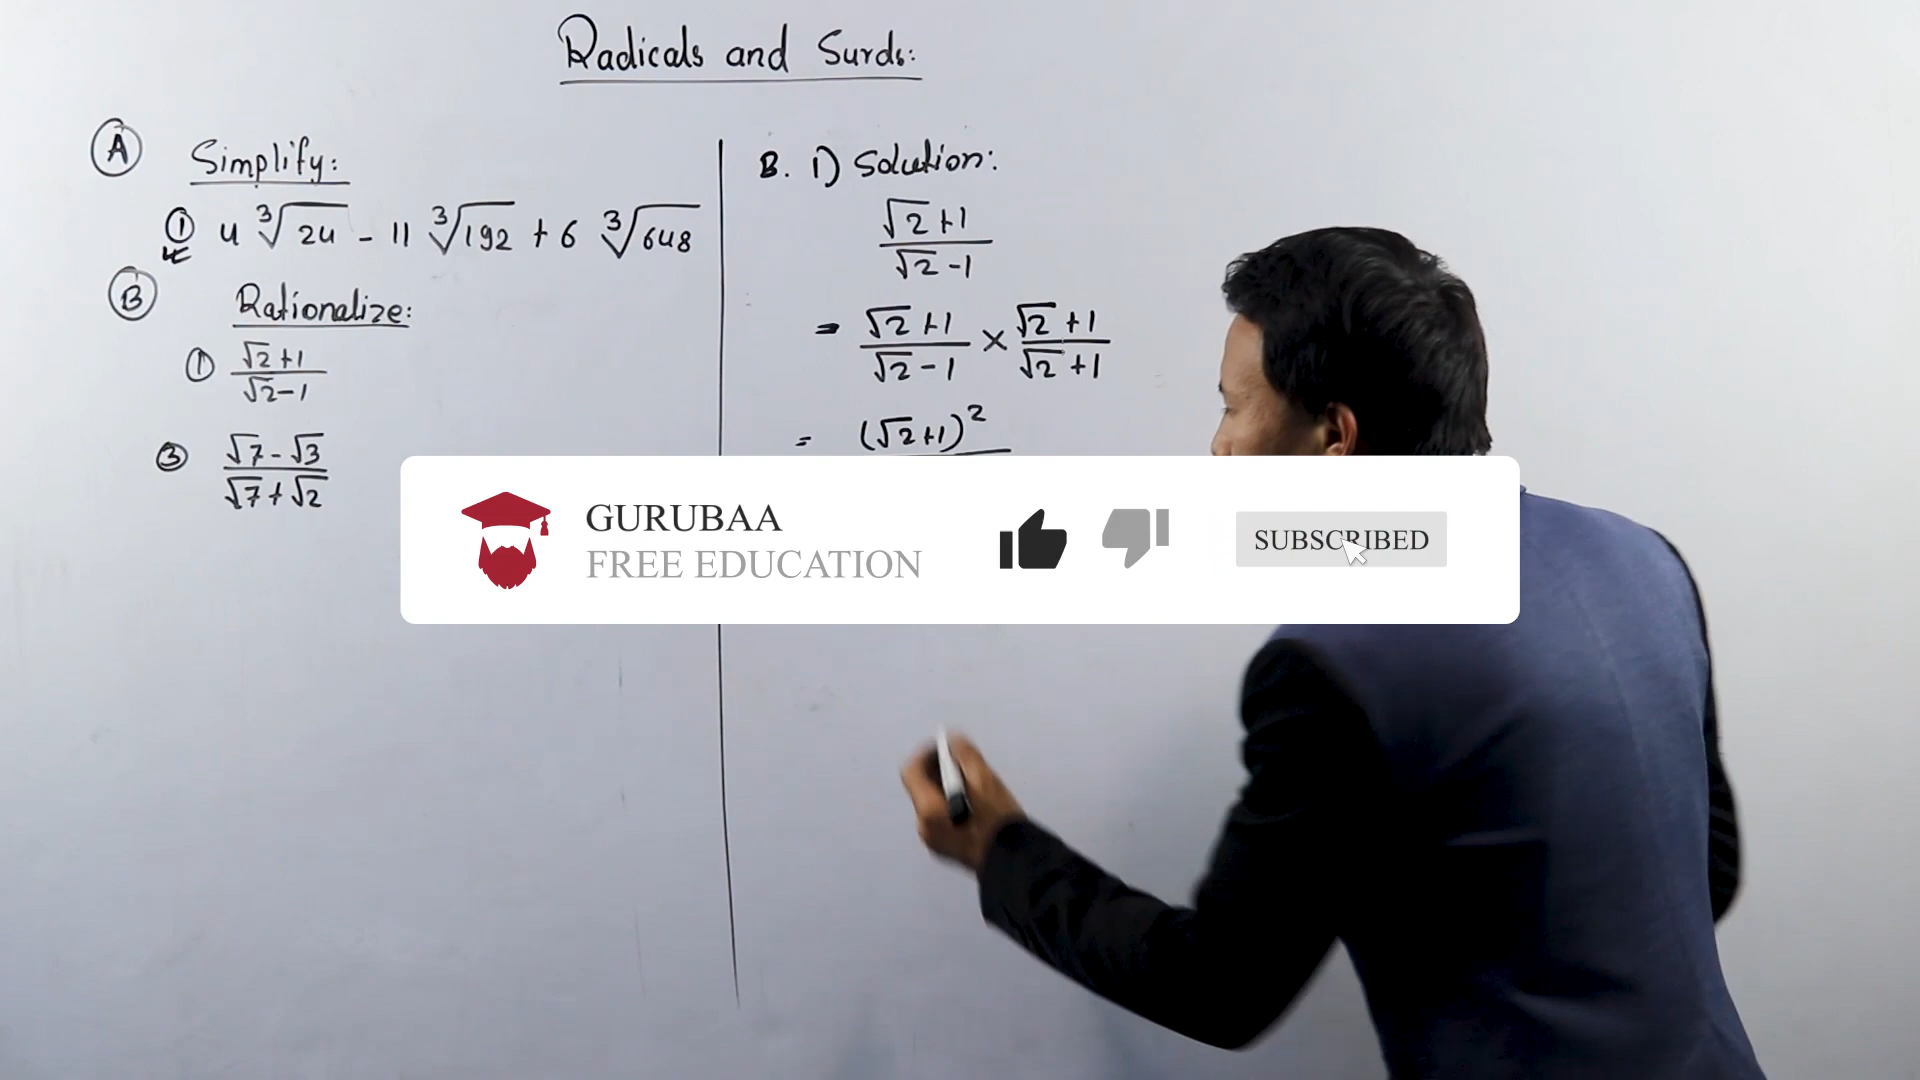 Radicals and Surds:
A Simplify:
① 4 ∛24 - 11 ∛192 + 6 ∛648
B Rationalize:
① √2+1
√2-1
③ √7-√3
√7+√2
B. 1) Solution:
√2+1
√2-1
= √2+1 × √2+1
√2-1 √2+1
= (√2+1)²
GURUBAA
FREE EDUCATION
SUBSCRIBED